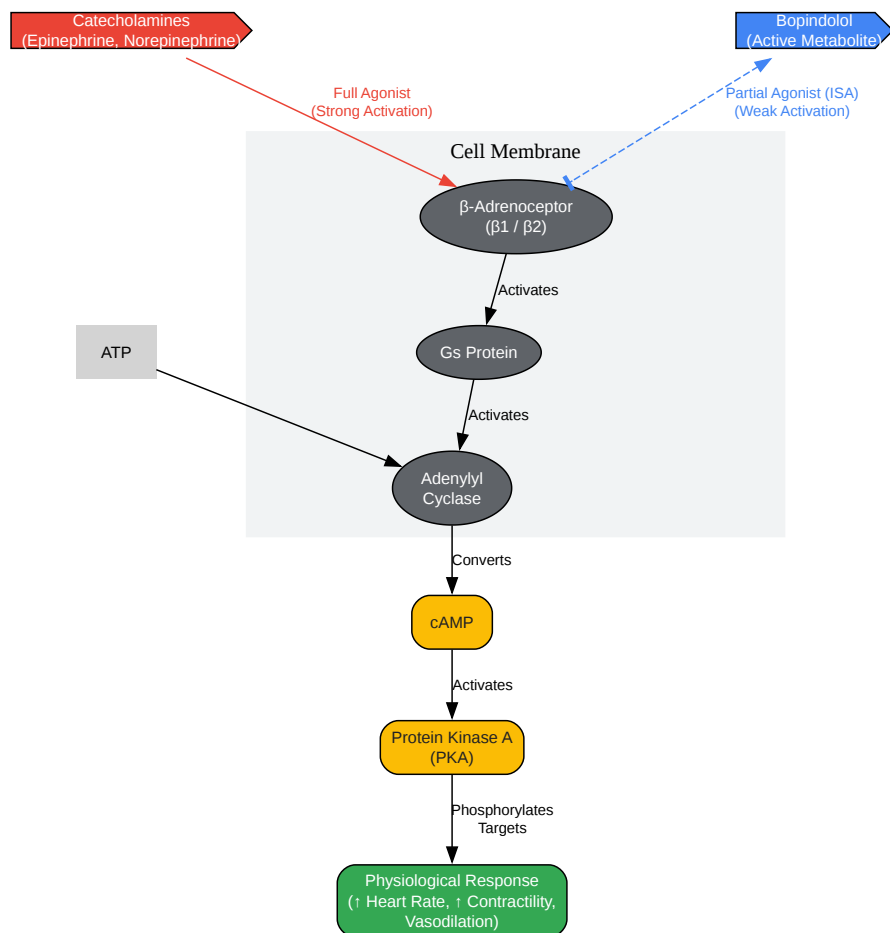 Catecholamines
(Epinephrine, Norepinephrine)
Bopindolol
(Active Metabolite)
Full Agonist
(Strong Activation)
Partial Agonist (ISA)
(Weak Activation)
Cell Membrane
β-Adrenoceptor
(β1 / β2)
Activates
ATP
Gs Protein
Activates
Adenylyl
Cyclase
Converts
cAMP
Activates
Protein Kinase A
(PKA)
Phosphorylates
Targets
Physiological Response
(↑ Heart Rate, ↑ Contractility,
Vasodilation)